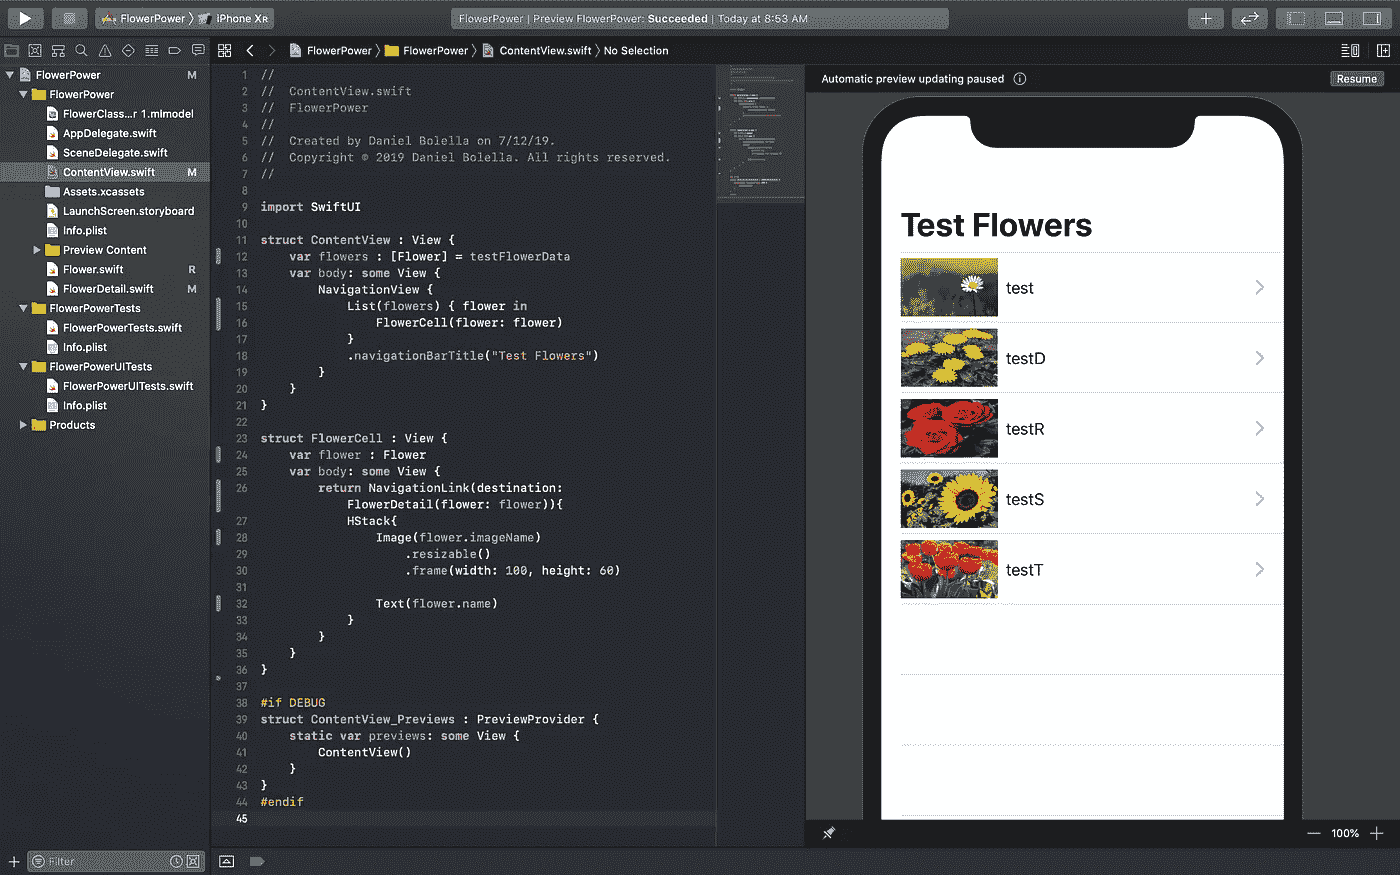 FlowerPower 〉 iPhone XR
FlowerPower | Preview FlowerPower: Succeeded | Today at 8:53 AM
FlowerPower 〉 FlowerPower 〉 ContentView.swift 〉 No Selection
FlowerPower M
FlowerPower
FlowerClass...r 1.mlmodel
AppDelegate.swift
SceneDelegate.swift
ContentView.swift M
Assets.xcassets
LaunchScreen.storyboard
Info.plist
Preview Content
Flower.swift R
FlowerDetail.swift M
FlowerPowerTests
FlowerPowerTests.swift
Info.plist
FlowerPowerUITests
FlowerPowerUITests.swift
Info.plist
Products
Filter
1 //
2 //  ContentView.swift
3 //  FlowerPower
4 //
5 //  Created by Daniel Bolella on 7/12/19.
6 //  Copyright © 2019 Daniel Bolella. All rights reserved.
7 //
8
9 import SwiftUI
10
11 struct ContentView : View {
12     var flowers : [Flower] = testFlowerData
13     var body: some View {
14         NavigationView {
15             List(flowers) { flower in
16                 FlowerCell(flower: flower)
17             }
18             .navigationBarTitle("Test Flowers")
19         }
20     }
21 }
22
23 struct FlowerCell : View {
24     var flower : Flower
25     var body: some View {
26         return NavigationLink(destination:
            FlowerDetail(flower: flower)){
27             HStack{
28                 Image(flower.imageName)
29                     .resizable()
30                     .frame(width: 100, height: 60)
31
32                 Text(flower.name)
33             }
34         }
35     }
36 }
37
38 #if DEBUG
39 struct ContentView_Previews : PreviewProvider {
40     static var previews: some View {
41         ContentView()
42     }
43 }
44 #endif
45
Automatic preview updating paused
Resume
Test Flowers
test
testD
testR
testS
testT
100%